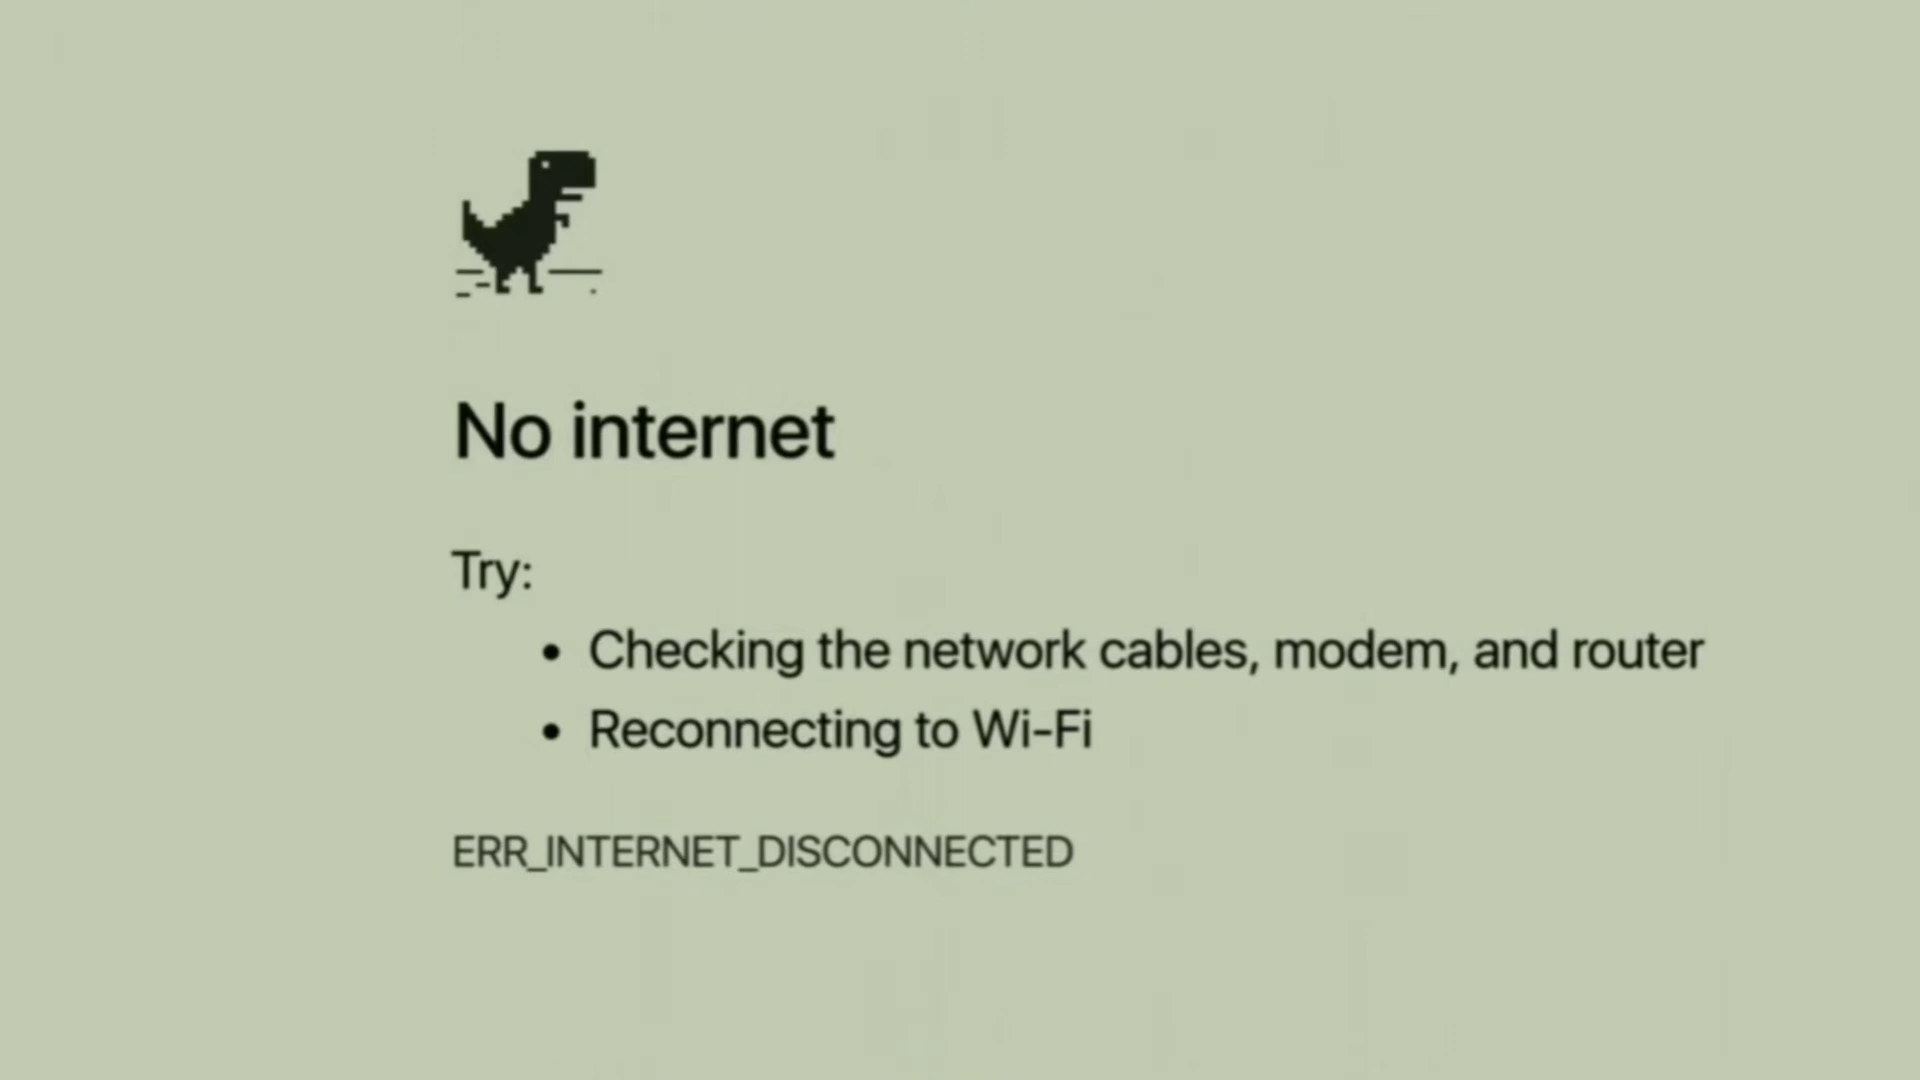 No internet
Try:
• Checking the network cables, modem, and router
• Reconnecting to Wi-Fi
ERR_INTERNET_DISCONNECTED